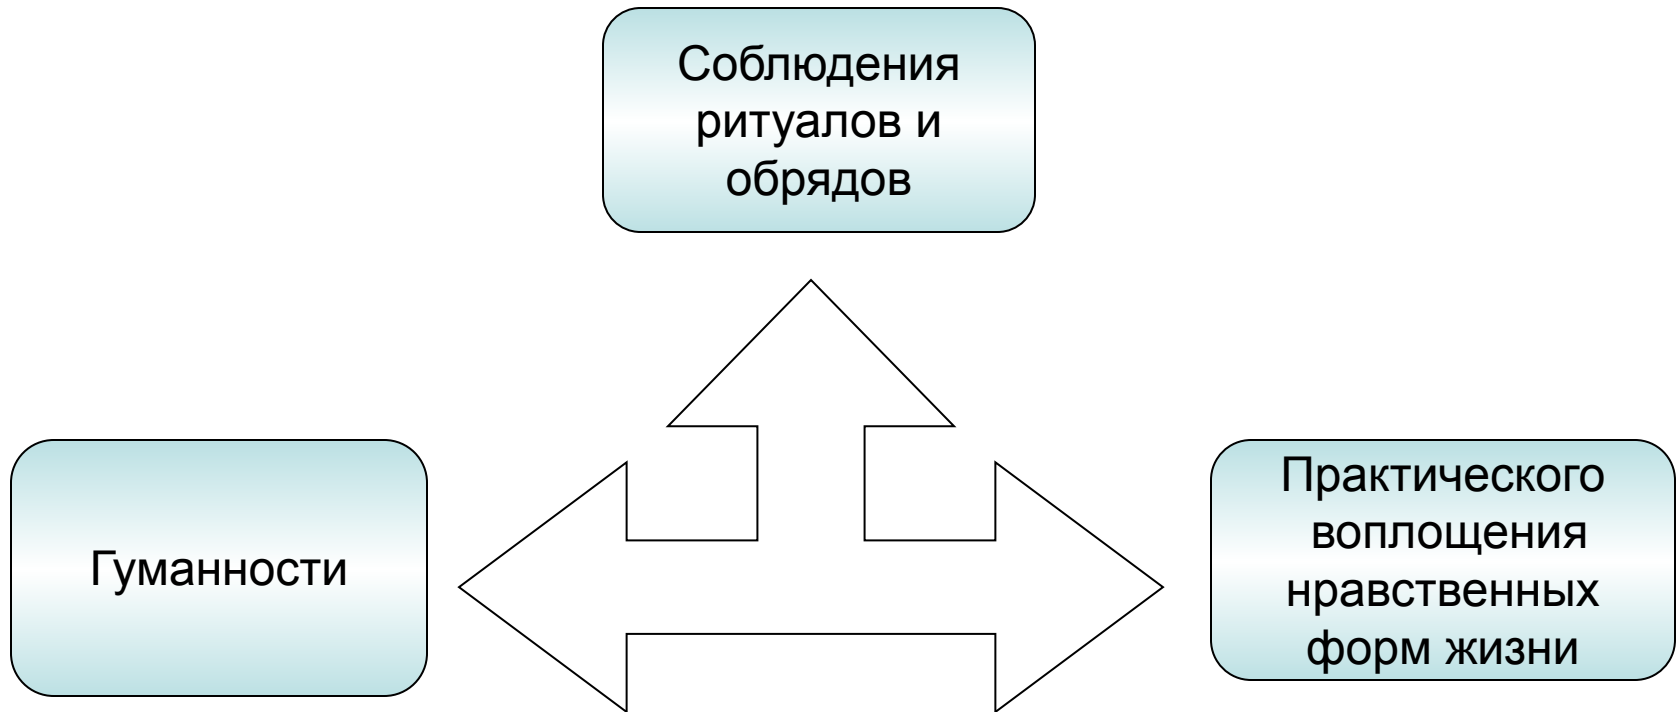 Соблюдения
ритуалов и
обрядов
Гуманности
Практического
воплощения
нравственных
форм жизни